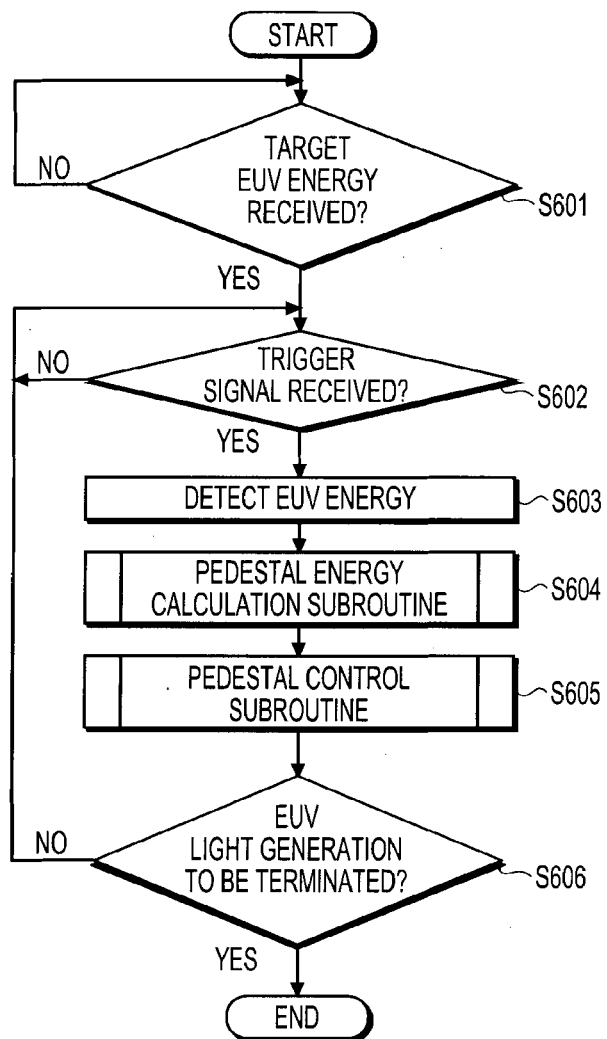 START
TARGET
EUV ENERGY
RECEIVED?
NO
S601
YES
NO
TRIGGER
SIGNAL RECEIVED?
S602
YES
DETECT EUV ENERGY
S603
PEDESTAL ENERGY
CALCULATION SUBROUTINE
S604
PEDESTAL CONTROL
SUBROUTINE
S605
EUV
LIGHT GENERATION
TO BE TERMINATED?
NO
S606
YES
END